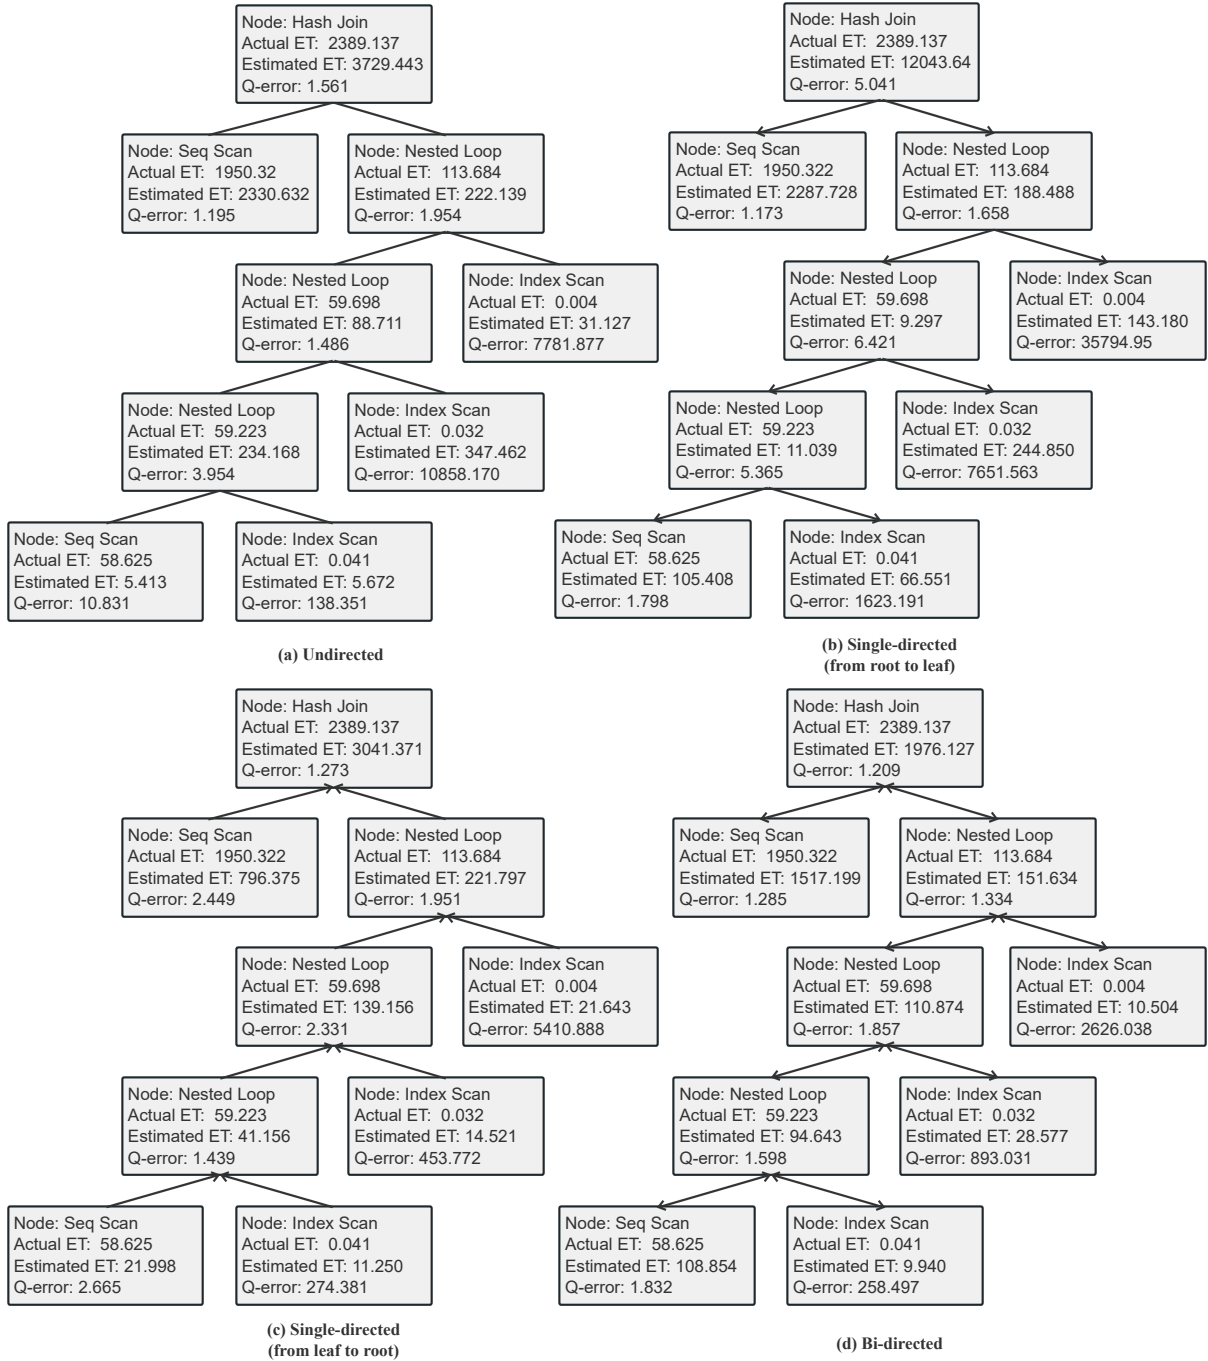 Node: Hash Join
Actual ET: 2389.137
Estimated ET: 3729.443
Q-error: 1.561
Node: Seq Scan
Actual ET: 1950.32
Estimated ET: 2330.632
Q-error: 1.195
Node: Nested Loop
Actual ET: 113.684
Estimated ET: 222.139
Q-error: 1.954
Node: Nested Loop
Actual ET: 59.698
Estimated ET: 88.711
Q-error: 1.486
Node: Index Scan
Actual ET: 0.004
Estimated ET: 31.127
Q-error: 7781.877
Node: Nested Loop
Actual ET: 59.223
Estimated ET: 234.168
Q-error: 3.954
Node: Index Scan
Actual ET: 0.032
Estimated ET: 347.462
Q-error: 10858.170
Node: Seq Scan
Actual ET: 58.625
Estimated ET: 5.413
Q-error: 10.831
Node: Index Scan
Actual ET: 0.041
Estimated ET: 5.672
Q-error: 138.351
(a) Undirected
Node: Hash Join
Actual ET: 2389.137
Estimated ET: 12043.64
Q-error: 5.041
Node: Seq Scan
Actual ET: 1950.322
Estimated ET: 2287.728
Q-error: 1.173
Node: Nested Loop
Actual ET: 113.684
Estimated ET: 188.488
Q-error: 1.658
Node: Nested Loop
Actual ET: 59.698
Estimated ET: 9.297
Q-error: 6.421
Node: Index Scan
Actual ET: 0.004
Estimated ET: 143.180
Q-error: 35794.95
Node: Nested Loop
Actual ET: 59.223
Estimated ET: 11.039
Q-error: 5.365
Node: Index Scan
Actual ET: 0.032
Estimated ET: 244.850
Q-error: 7651.563
Node: Seq Scan
Actual ET: 58.625
Estimated ET: 105.408
Q-error: 1.798
Node: Index Scan
Actual ET: 0.041
Estimated ET: 66.551
Q-error: 1623.191
(b) Single-directed
(from root to leaf)
Node: Hash Join
Actual ET: 2389.137
Estimated ET: 3041.371
Q-error: 1.273
Node: Seq Scan
Actual ET: 1950.322
Estimated ET: 796.375
Q-error: 2.449
Node: Nested Loop
Actual ET: 113.684
Estimated ET: 221.797
Q-error: 1.951
Node: Nested Loop
Actual ET: 59.698
Estimated ET: 139.156
Q-error: 2.331
Node: Index Scan
Actual ET: 0.004
Estimated ET: 21.643
Q-error: 5410.888
Node: Nested Loop
Actual ET: 59.223
Estimated ET: 41.156
Q-error: 1.439
Node: Index Scan
Actual ET: 0.032
Estimated ET: 14.521
Q-error: 453.772
Node: Seq Scan
Actual ET: 58.625
Estimated ET: 21.998
Q-error: 2.665
Node: Index Scan
Actual ET: 0.041
Estimated ET: 11.250
Q-error: 274.381
(c) Single-directed
(from leaf to root)
Node: Hash Join
Actual ET: 2389.137
Estimated ET: 1976.127
Q-error: 1.209
Node: Seq Scan
Actual ET: 1950.322
Estimated ET: 1517.199
Q-error: 1.285
Node: Nested Loop
Actual ET: 113.684
Estimated ET: 151.634
Q-error: 1.334
Node: Nested Loop
Actual ET: 59.698
Estimated ET: 110.874
Q-error: 1.857
Node: Index Scan
Actual ET: 0.004
Estimated ET: 10.504
Q-error: 2626.038
Node: Nested Loop
Actual ET: 59.223
Estimated ET: 94.643
Q-error: 1.598
Node: Index Scan
Actual ET: 0.032
Estimated ET: 28.577
Q-error: 893.031
Node: Seq Scan
Actual ET: 58.625
Estimated ET: 108.854
Q-error: 1.832
Node: Index Scan
Actual ET: 0.041
Estimated ET: 9.940
Q-error: 258.497
(d) Bi-directed